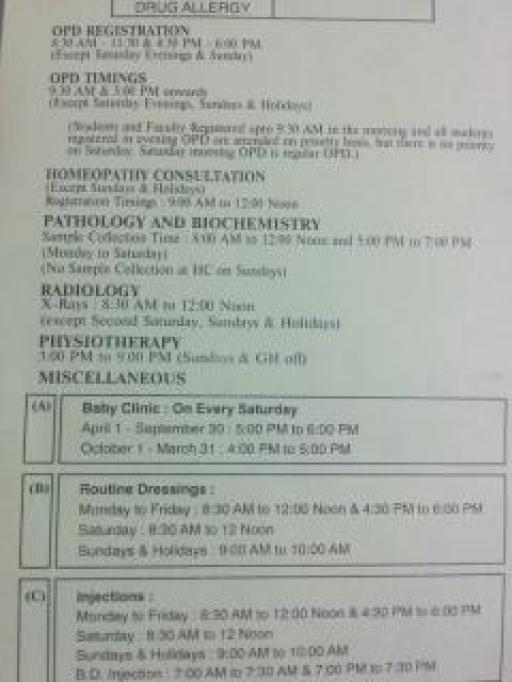 DRUG ALLERGY
OPD REGISTRATION
8:30 AM - 11:30 & 4:30 PM - 6:00 PM
(Except Saturday Evenings & Sunday)
OPD TIMINGS
9:30 AM & 5:00 PM onwards
(Except Saturday Evenings, Sundays & Holidays)
(Students and Faculty Registered upto 9:30 AM in the morning and all students
registered in evening OPD are attended on priority basis, but there is no priority
on Saturday. Saturday morning OPD is regular OPD.)
HOMEOPATHY CONSULTATION
(Except Sundays & Holidays)
Registration Timings : 9:00 AM to 12:00 Noon
PATHOLOGY AND BIOCHEMISTRY
Sample Collection Time : 8:00 AM to 12:00 Noon and 5:00 PM to 7:00 PM
(Monday to Saturday)
(No Sample Collection at HC on Sundays)
RADIOLOGY
X-Rays : 8:30 AM to 12:00 Noon
(except Second Saturday, Sundays & Holidays)
PHYSIOTHERAPY
3:00 PM to 9:00 PM (Sundays & GH off)
MISCELLANEOUS
(A) Baby Clinic : On Every Saturday
April 1 - September 30 : 5:00 PM to 6:00 PM
October 1 - March 31 : 4:00 PM to 5:00 PM
(B) Routine Dressings :
Monday to Friday : 8:30 AM to 12:00 Noon & 4:30 PM to 6:00 PM
Saturday : 8:30 AM to 12 Noon
Sundays & Holidays : 9:00 AM to 10:00 AM
(C) Injections :
Monday to Friday : 8:30 AM to 12:00 Noon & 4:30 PM to 6:00 PM
Saturday : 8:30 AM to 12 Noon
Sundays & Holidays : 9:00 AM to 10:00 AM
B.D. Injection : 7:00 AM to 7:30 AM & 7:00 PM to 7:30 PM